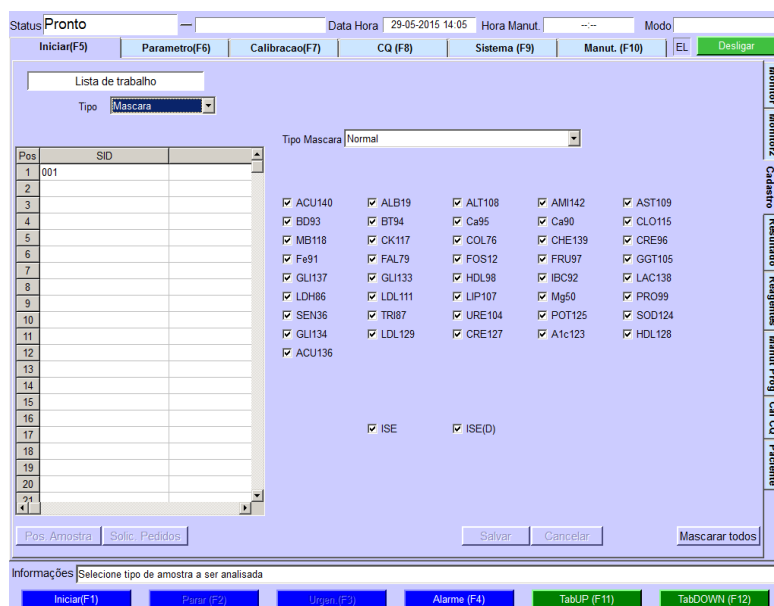 Status Pronto — Data Hora 29-05-2015 14:05 Hora Manut. --:-- Modo
Iniciar(F5) Parametro(F6) Calibracao(F7) CQ (F8) Sistema (F9) Manut. (F10) EL Desligar
Lista de trabalho
Tipo Mascara
Tipo Mascara Normal
Pos SID
1 001
2
3
4
5
6
7
8
9
10
11
12
13
14
15
16
17
18
19
20
21
ACU140 ALB19 ALT108 AMI142 AST109
BD93 BT94 Ca95 Ca90 CLO115
MB118 CK117 COL76 CHE139 CRE96
Fe91 FAL79 FOS12 FRU97 GGT105
GLI137 GLI133 HDL98 IBC92 LAC138
LDH86 LDL111 LIP107 Mg50 PRO99
SEN36 TRI87 URE104 POT125 SOD124
GLI134 LDL129 CRE127 A1c123 HDL128
ACU136
ISE ISE(D)
Pos.Amostra Solic. Pedidos Salvar Cancelar Mascarar todos
Monitor
Monitor2
Cadastro
Resultado
Reagentes
Manut Prog
Cal CQ
Paciente
Informações Selecione tipo de amostra a ser analisada
Iniciar(F1) Parar (F2) Urgen.(F3) Alarme (F4) TabUP (F11) TabDOWN (F12)